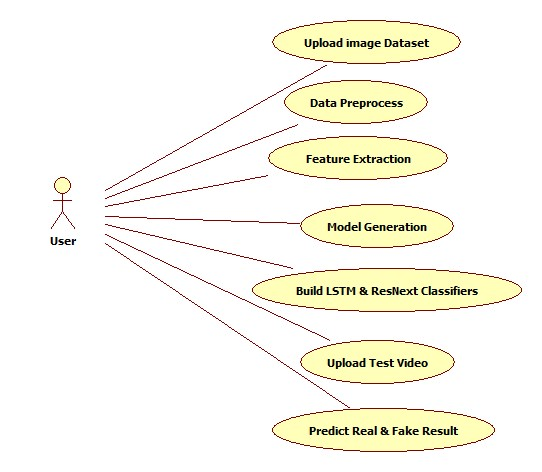 Upload image Dataset
Data Preprocess
Feature Extraction
User
Model Generation
Build LSTM & ResNext Classifiers
Upload Test Video
Predict Real & Fake Result